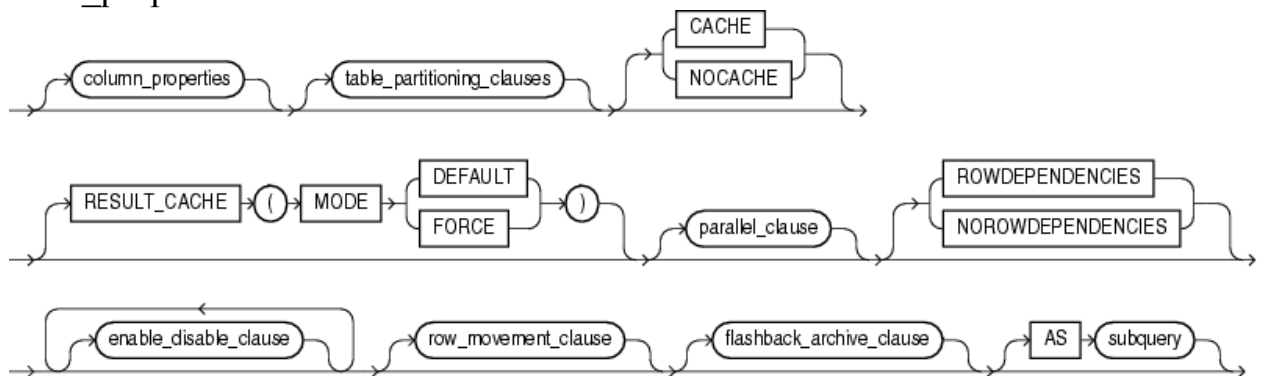 CACHE
column_properties table_partitioning_clauses
NOCACHE
DEFAULT ROWDEPENDENCIES
RESULT_CACHE ( MODE )
FORCE parallel_clause NOROWDEPENDENCIES
enable_disable_clause row_movement_clause flashback_archive_clause AS subquery